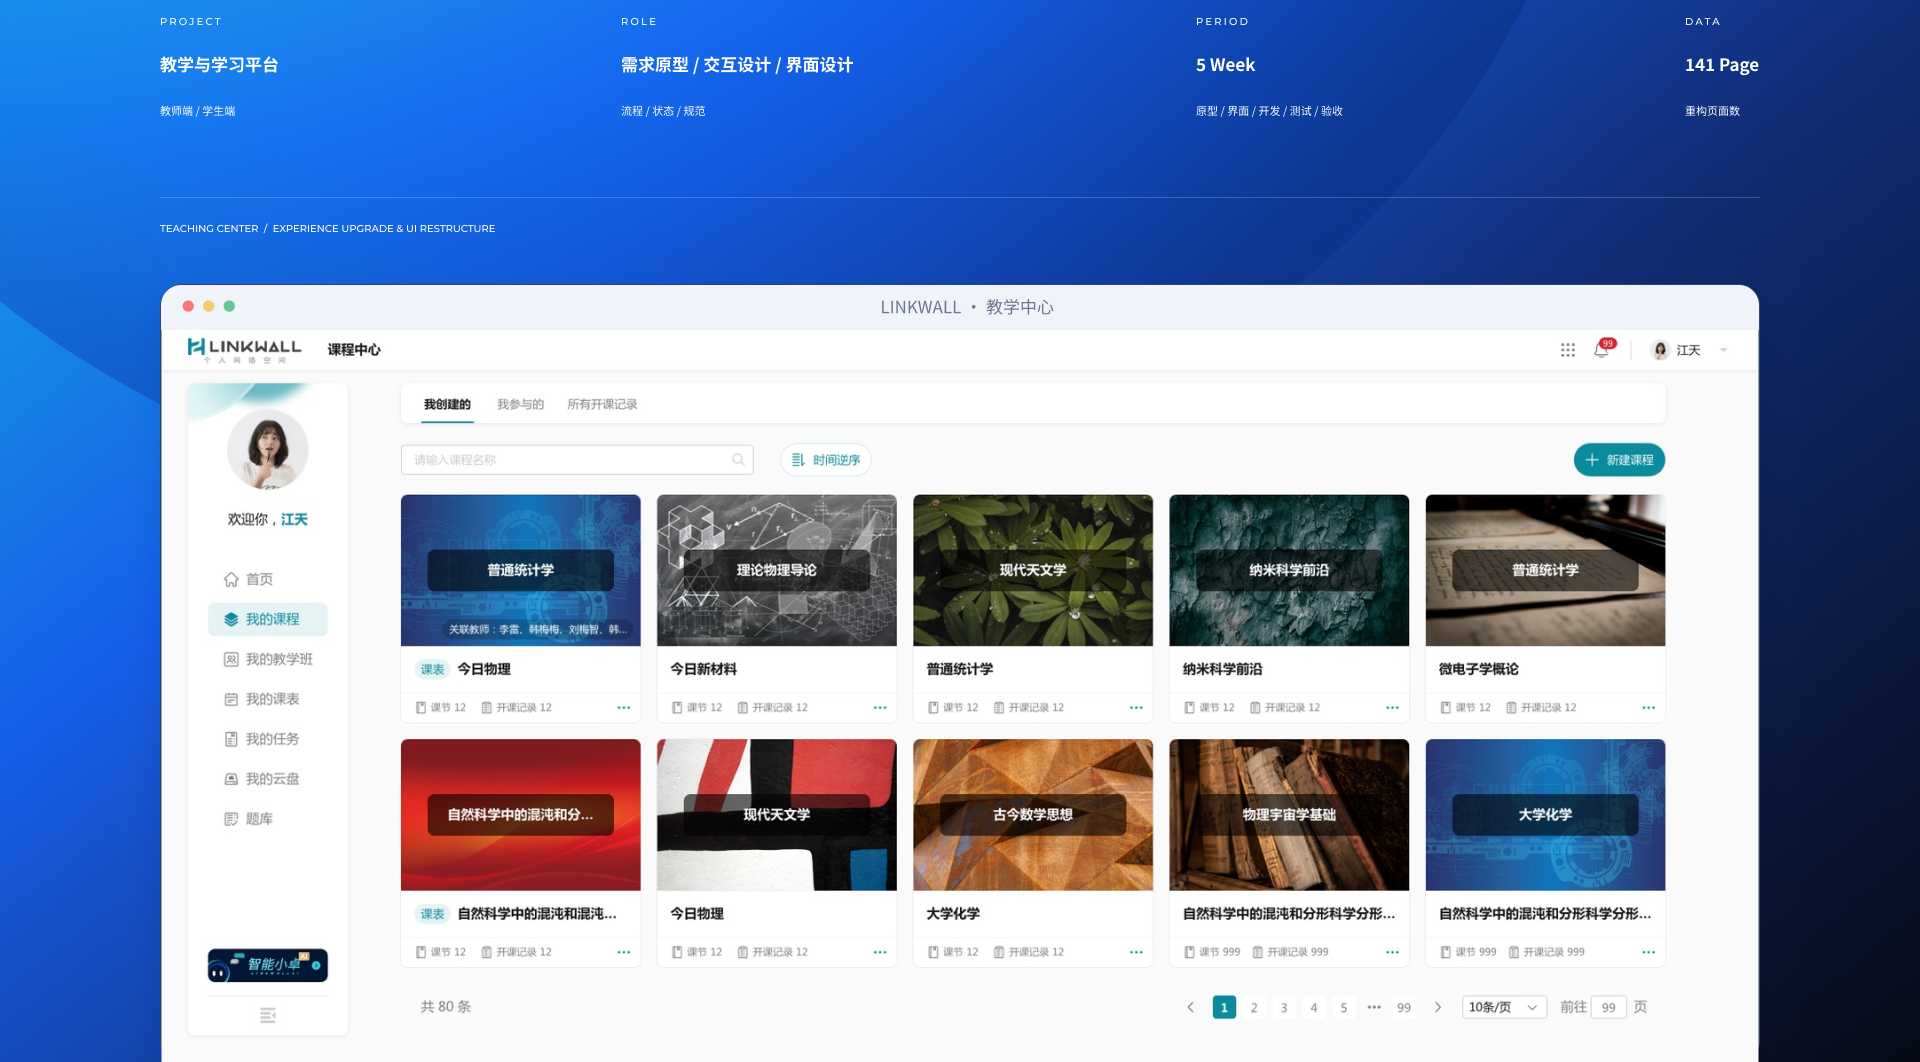 PROJECT
ROLE
PERIOD
DATA
教学与学习平台
需求原型 / 交互设计 / 界面设计
5 Week
141 Page
教师端 / 学生端
流程 / 状态 / 规范
原型 / 界面 / 开发 / 测试 / 验收
重构页面数
TEACHING CENTER / EXPERIENCE UPGRADE & UI RESTRUCTURE
LINKWALL · 教学中心
LINKWALL
个人网络空间
课程中心
99
江天
我创建的
我参与的
所有开课记录
请输入课程名称
时间逆序
新建课程
欢迎你，江天
首页
我的课程
我的教学班
我的课表
我的任务
我的云盘
题库
智能小卓
AI
普通统计学
关联教师：李雷、韩梅梅、刘梅智、韩...
课表 今日物理
课节 12 开课记录 12
理论物理导论
今日新材料
课节 12 开课记录 12
现代天文学
普通统计学
课节 12 开课记录 12
纳米科学前沿
纳米科学前沿
课节 12 开课记录 12
普通统计学
微电子学概论
课节 12 开课记录 12
自然科学中的混沌和分...
课表 自然科学中的混沌和混沌...
课节 12 开课记录 12
现代天文学
今日物理
课节 12 开课记录 12
古今数学思想
大学化学
课节 12 开课记录 12
物理宇宙学基础
自然科学中的混沌和分形科学分形...
课节 999 开课记录 999
大学化学
自然科学中的混沌和分形科学分形...
课节 999 开课记录 999
共 80 条
1 2 3 4 5 ••• 99
10条/页
前往 99 页